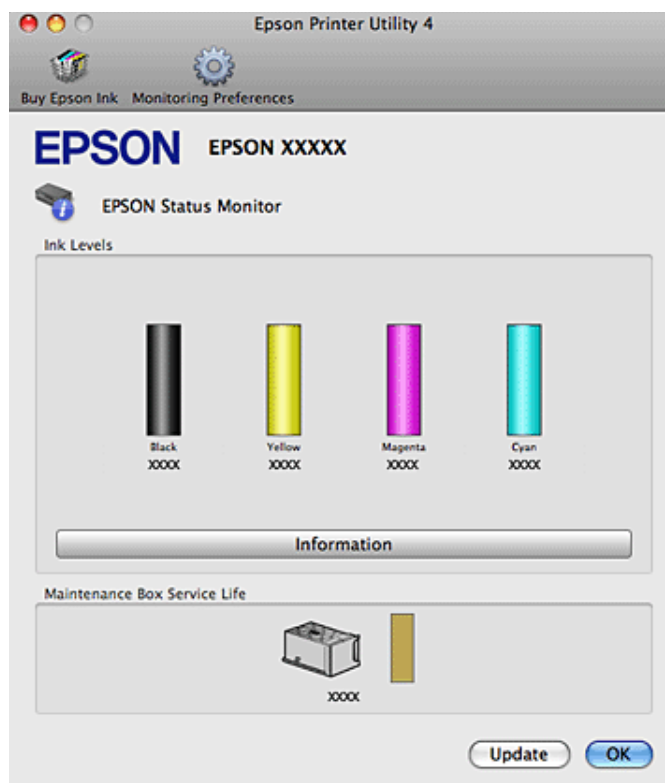 Epson Printer Utility 4
Buy Epson Ink Monitoring Preferences
EPSON EPSON XXXXX
i EPSON Status Monitor
Ink Levels
Black Yellow Magenta Cyan
XXXX XXXX XXXX XXXX
Information
Maintenance Box Service Life
XXXX
Update OK